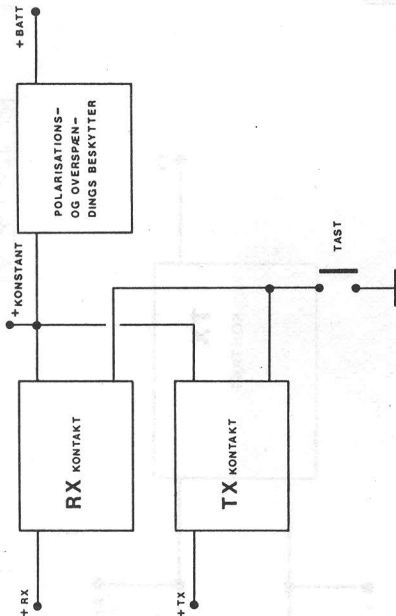 + BATT
POLARISATIONS-
OG OVERSPÆN-
DINGS BESKYTTER
+ KONSTANT
TAST
RX KONTAKT
TX KONTAKT
+ RX
+ TX